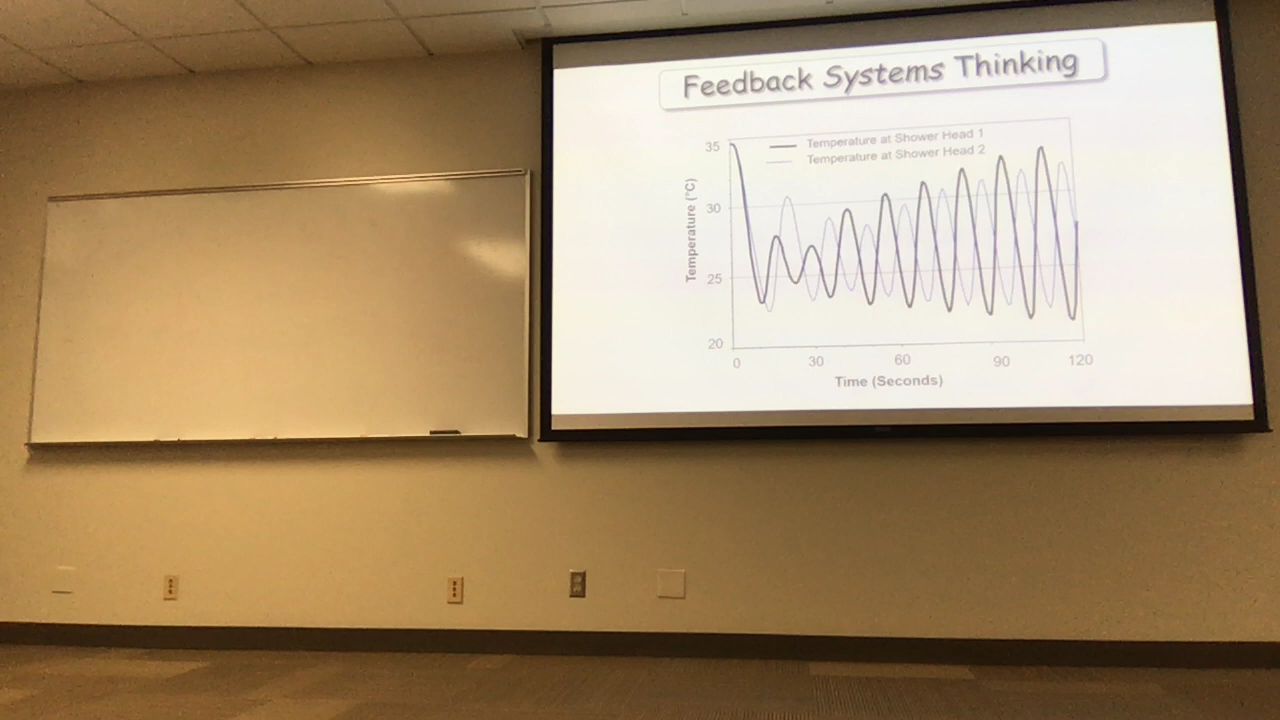 Feedback Systems Thinking
Temperature at Shower Head 1
Temperature at Shower Head 2
35
30
25
20
Temperature (°C)
0 30 60 90 120
Time (Seconds)